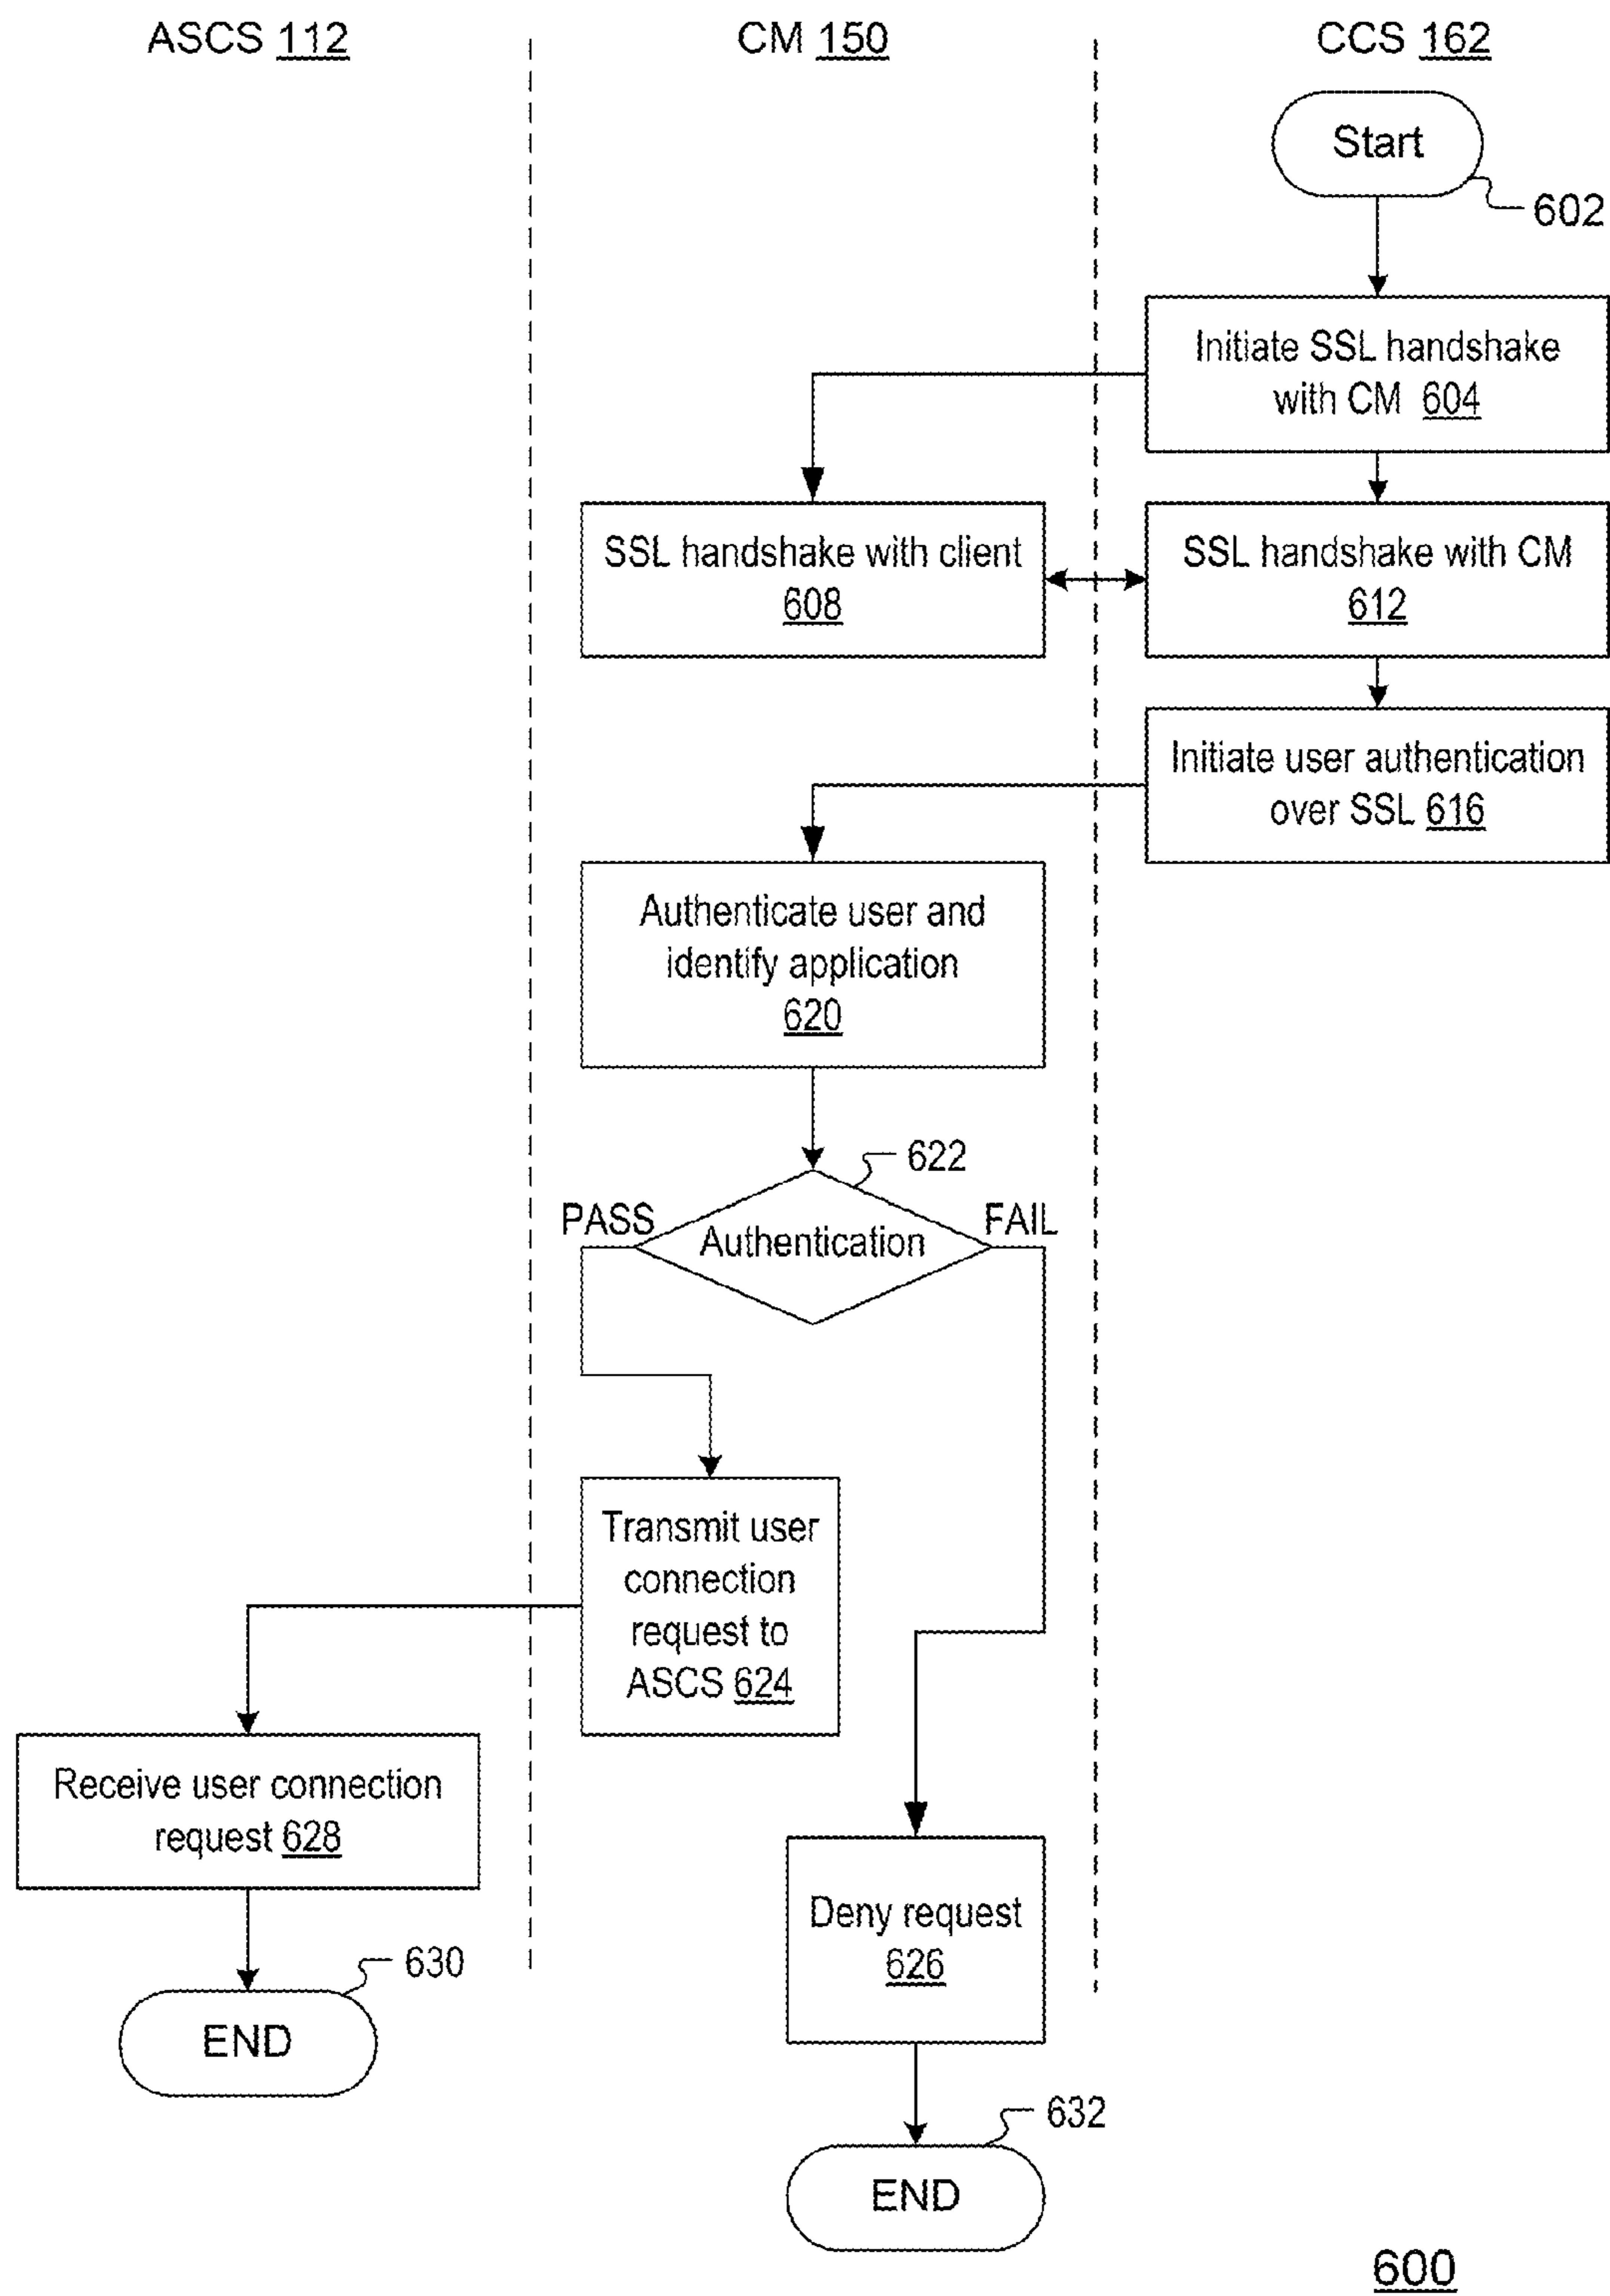 ASCS 112
CM 150
CCS 162
Start
602
Initiate SSL handshake
with CM 604
SSL handshake with client
608
SSL handshake with CM
612
Initiate user authentication
over SSL 616
Authenticate user and
identify application
620
622
PASS
Authentication
FAIL
Transmit user
connection
request to
ASCS 624
Receive user connection
request 628
Deny request
626
630
END
632
END
600